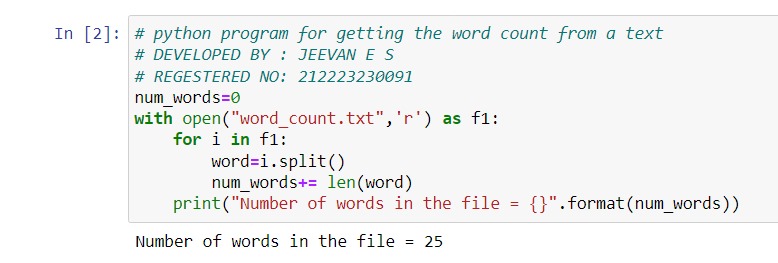 In [2]: # python program for getting the word count from a text
# DEVELOPED BY : JEEVAN E S
# REGESTERED NO: 212223230091
num_words=0
with open("word_count.txt",'r') as f1:
    for i in f1:
        word=i.split()
        num_words+= len(word)
    print("Number of words in the file = {}".format(num_words))
Number of words in the file = 25